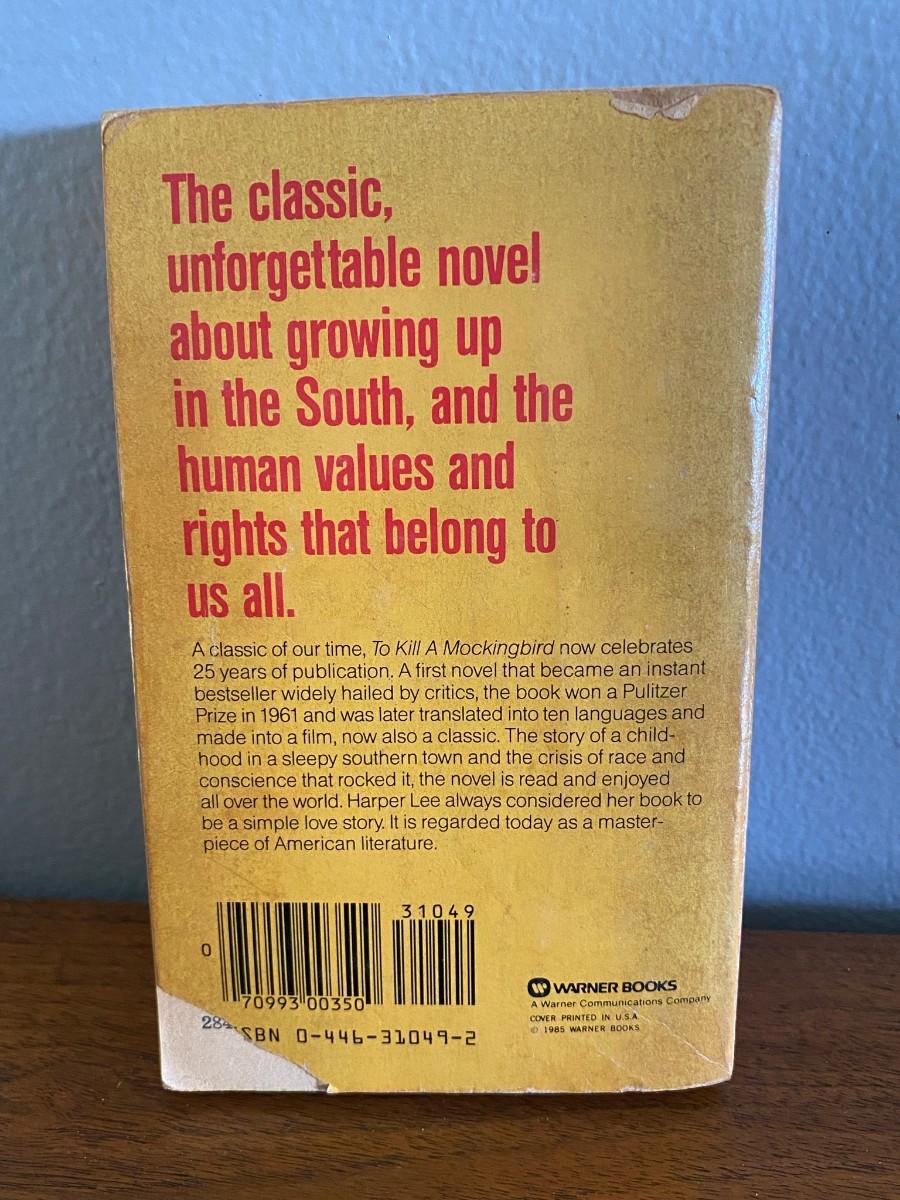 The classic,
unforgettable novel
about growing up
in the South, and the
human values and
rights that belong to
us all.
A classic of our time, To Kill A Mockingbird now celebrates
25 years of publication. A first novel that became an instant
bestseller widely hailed by critics, the book won a Pulitzer
Prize in 1961 and was later translated into ten languages and
made into a film, now also a classic. The story of a child-
hood in a sleepy southern town and the crisis of race and
conscience that rocked it, the novel is read and enjoyed
all over the world. Harper Lee always considered her book to
be a simple love story. It is regarded today as a master-
piece of American literature.
31049
0
70993 00350
SBN 0-446-31049-2
W WARNER BOOKS
A Warner Communications Company
COVER PRINTED IN U.S.A
© 1985 WARNER BOOKS